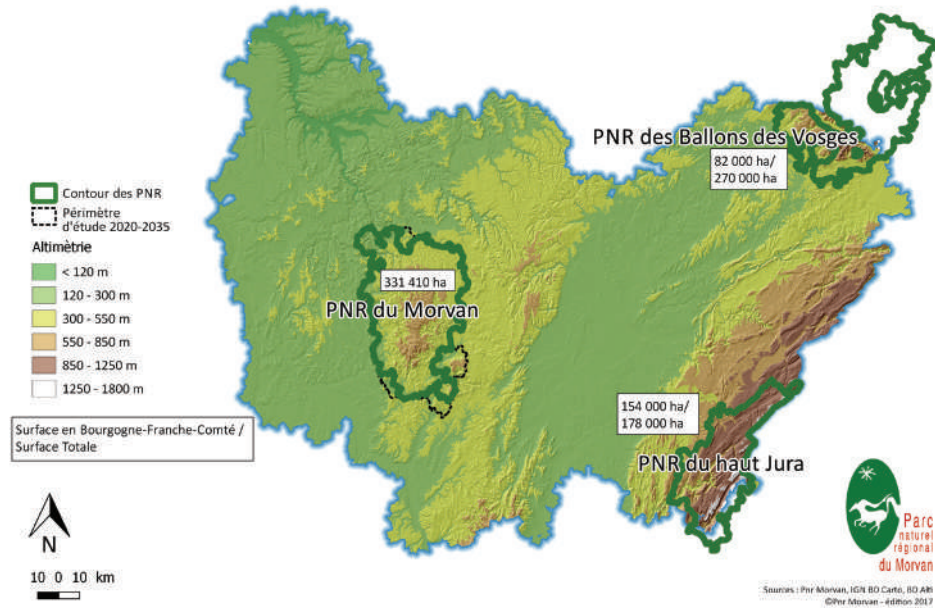 PNR des Ballons des Vosges
82 000 ha/
270 000 ha
Contour des PNR
Périmètre
d'étude 2020-2035
Altimètrie
< 120 m
120 - 300 m
300 - 550 m
550 - 850 m
850 - 1250 m
1250 - 1800 m
331 410 ha
PNR du Morvan
154 000 ha/
178 000 ha
Surface en Bourgogne-Franche-Comté /
Surface Totale
PNR du haut Jura
N
10 0 10 km
Parc
naturel
régional
du Morvan
Sources : Pnr Morvan, IGN BD Carto, BD Alti
©Pnr Morvan - édition 2017